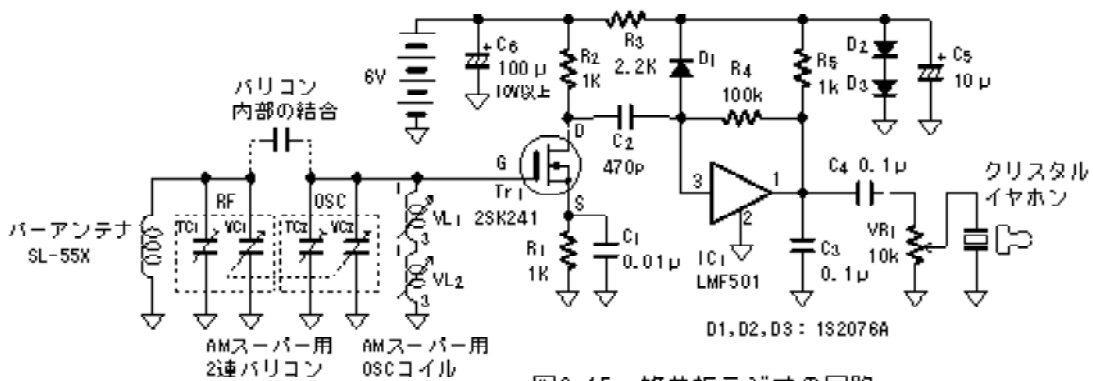 6V
C6
100μ
10V以上
R3
2.2K
R2
1K
D1
R4
100k
R5
1k
D2
D3
C5
10μ
バリコン
内部の結合
C2
470p
D
G
S
Tr1
2SK241
C4 0.1μ
クリスタル
イヤホン
バーアンテナ
SL-55X
RF
OSC
TC1
VC1
TC2
VC2
1
VL1
3
1
VL2
3
R1
1K
C1
0.01μ
3
1
2
IC1
LMF501
C3
0.1μ
VR1
10k
D1,D2,D3: 1S2076A
AMスーパー用
2連バリコン
AMスーパー用
OSCコイル